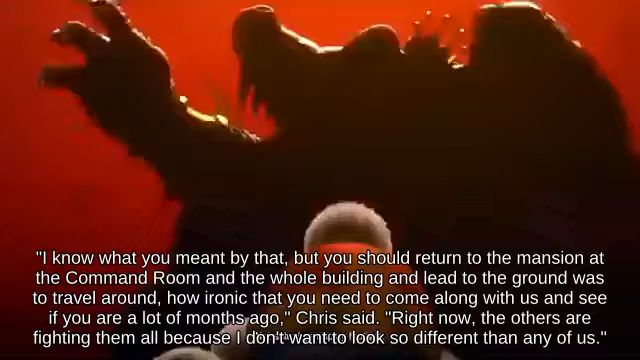 "I know what you meant by that, but you should return to the mansion at
the Command Room and the whole building and lead to the ground was
to travel around, how ironic that you need to come along with us and see
if you are a lot of months ago," Chris said. "Right now, the others are
fighting them all because I don't want to look so different than any of us."